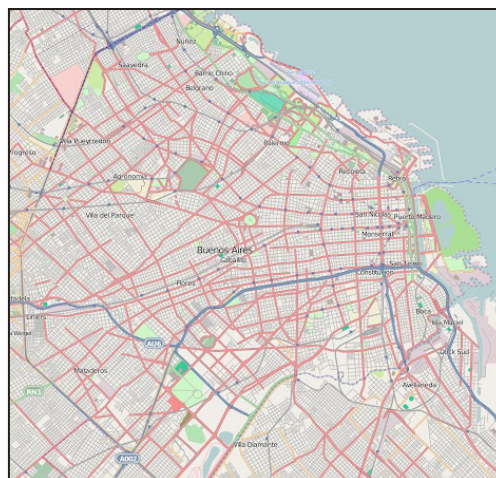 Núñez
Saavedra
Barrio Chino
Belgrano
Villa Pueyrredón
Palermo
Progreso
Recoleta
Agronomía
Retiro
Villa del Parque
San Nicolás
Puerto Madero
Monserrat
Buenos Aires
Caballito
San Telmo
Constitución
Flores
Liniers
Boca
Isla Maciel
AU6
Dock Sud
Mataderos
Avellaneda
RN3
Villa Diamante
A002